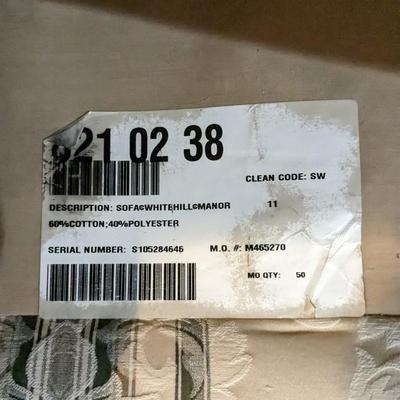 21 02 38
CLEAN CODE: SW
DESCRIPTION: SOFA¢WHITEHILL¢MANOR 11
60%COTTON;40%POLYESTER
SERIAL NUMBER: S105284646 M.O. #: M465270
MO QTY: 50